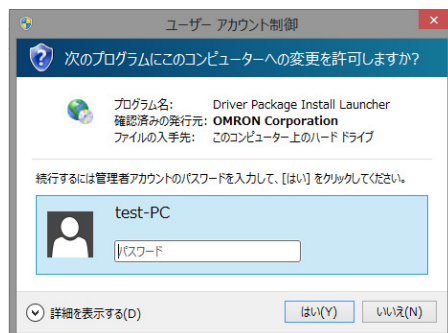 ユーザー アカウント制御
次のプログラムにこのコンピューターへの変更を許可しますか?
プログラム名: Driver Package Install Launcher
確認済みの発行元: OMRON Corporation
ファイルの入手先: このコンピューター上のハード ドライブ
続行するには管理者アカウントのパスワードを入力して、[はい] をクリックしてください。
test-PC
パスワード
詳細を表示する(D)
はい(Y)
いいえ(N)